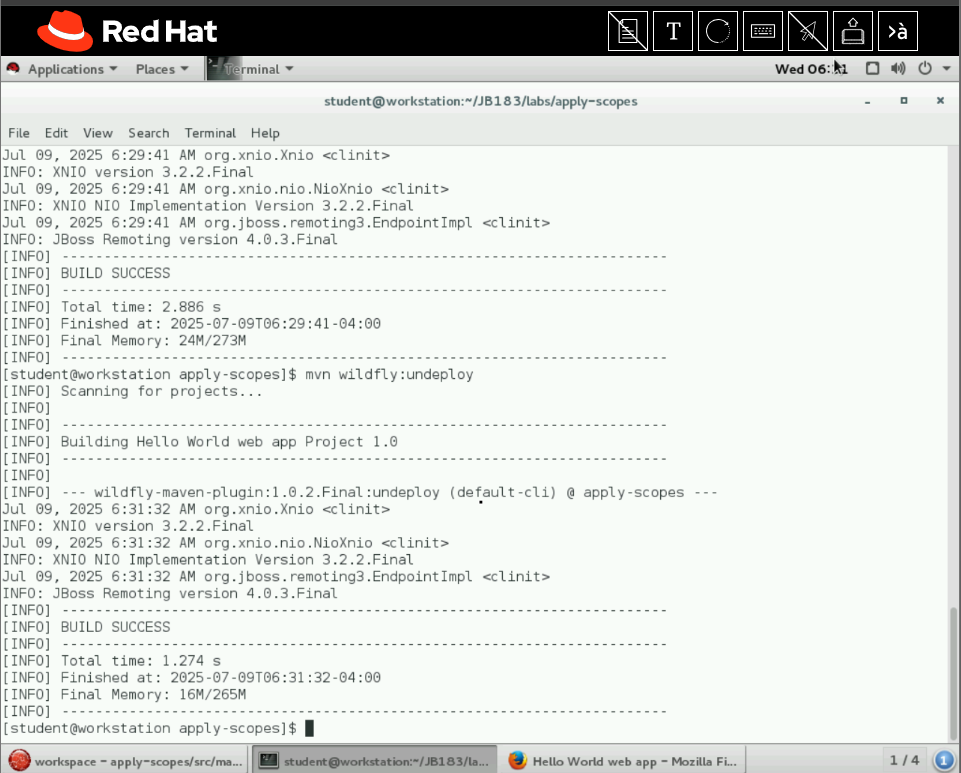 Red Hat
T
>à
Applications Places Terminal
student@workstation:~/JB183/labs/apply-scopes
File Edit View Search Terminal Help
Jul 09, 2025 6:29:41 AM org.xnio.Xnio <clinit>
INFO: XNIO version 3.2.2.Final
Jul 09, 2025 6:29:41 AM org.xnio.nio.NioXnio <clinit>
INFO: XNIO NIO Implementation Version 3.2.2.Final
Jul 09, 2025 6:29:41 AM org.jboss.remoting3.EndpointImpl <clinit>
INFO: JBoss Remoting version 4.0.3.Final
[INFO] ------------------------------------------------------------------------
[INFO] BUILD SUCCESS
[INFO] ------------------------------------------------------------------------
[INFO] Total time: 2.886 s
[INFO] Finished at: 2025-07-09T06:29:41-04:00
[INFO] Final Memory: 24M/273M
[INFO] ------------------------------------------------------------------------
[student@workstation apply-scopes]$ mvn wildfly:undeploy
[INFO] Scanning for projects...
[INFO]
[INFO] ------------------------------------------------------------------------
[INFO] Building Hello World web app Project 1.0
[INFO] ------------------------------------------------------------------------
[INFO]
[INFO] --- wildfly-maven-plugin:1.0.2.Final:undeploy (default-cli) @ apply-scopes ---
Jul 09, 2025 6:31:32 AM org.xnio.Xnio <clinit>
INFO: XNIO version 3.2.2.Final
Jul 09, 2025 6:31:32 AM org.xnio.nio.NioXnio <clinit>
INFO: XNIO NIO Implementation Version 3.2.2.Final
Jul 09, 2025 6:31:32 AM org.jboss.remoting3.EndpointImpl <clinit>
INFO: JBoss Remoting version 4.0.3.Final
[INFO] ------------------------------------------------------------------------
[INFO] BUILD SUCCESS
[INFO] ------------------------------------------------------------------------
[INFO] Total time: 1.274 s
[INFO] Finished at: 2025-07-09T06:31:32-04:00
[INFO] Final Memory: 16M/265M
[INFO] ------------------------------------------------------------------------
[student@workstation apply-scopes]$
workspace - apply-scopes/src/ma... student@workstation:~/JB183/la... Hello World web app - Mozilla Fi... 1 / 4 1